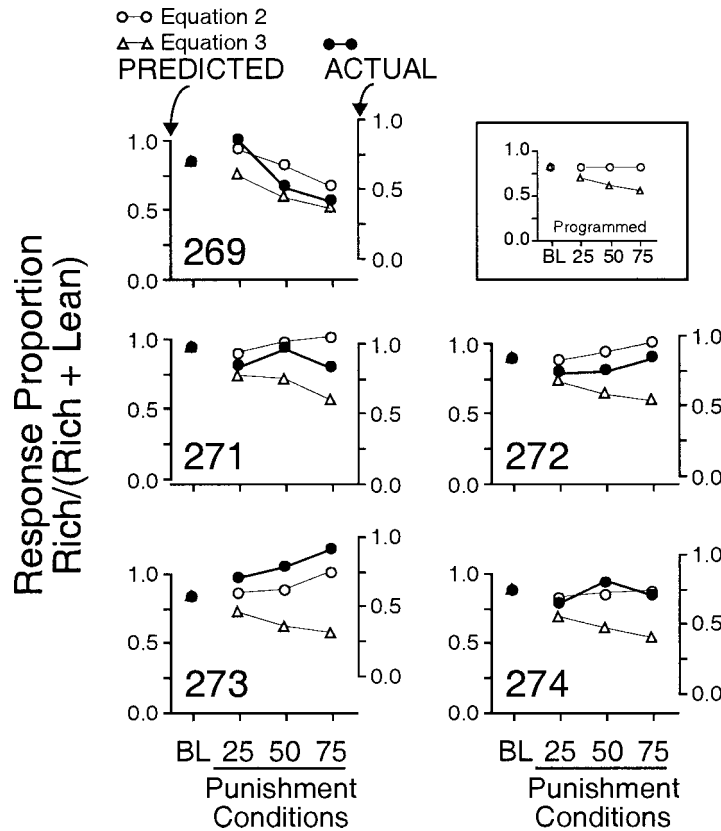 Equation 2
Equation 3
PREDICTED
ACTUAL
Response Proportion
Rich/(Rich + Lean)
1.0
0.5
0.0
1.0
0.5
0.0
269
1.0
0.5
0.0
Programmed
BL 25 50 75
1.0
0.5
0.0
1.0
0.5
0.0
271
1.0
0.5
0.0
1.0
0.5
0.0
272
1.0
0.5
0.0
1.0
0.5
0.0
273
1.0
0.5
0.0
1.0
0.5
0.0
274
BL 25 50 75
Punishment
Conditions
BL 25 50 75
Punishment
Conditions